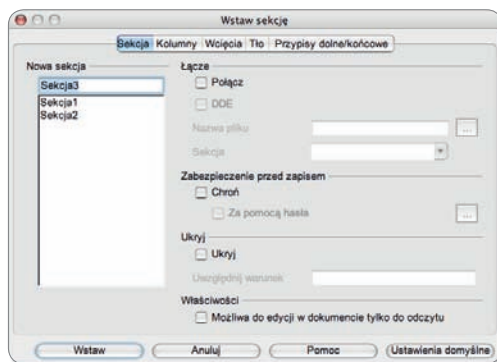 Wstaw sekcję
Sekcja Kolumny Wcięcia Tło Przypisy dolne/końcowe
Nowa sekcja
Sekcja3
Sekcja1
Sekcja2
Łącze
Połącz
DDE
Nazwa pliku
...
Sekcja
Zabezpieczenie przed zapisem
Chroń
Za pomocą hasła
...
Ukryj
Ukryj
Uwzględnij warunek
Właściwości
Możliwa do edycji w dokumencie tylko do odczytu
Wstaw Anuluj Pomoc Ustawienia domyślne